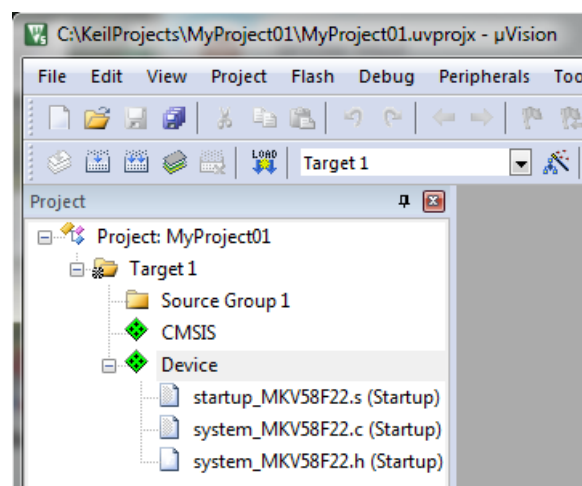 C:\KeilProjects\MyProject01\MyProject01.uvprojx - µVision
File Edit View Project Flash Debug Peripherals Too
LOAD Target 1
Project
Project: MyProject01
Target 1
Source Group 1
CMSIS
Device
startup_MKV58F22.s (Startup)
system_MKV58F22.c (Startup)
system_MKV58F22.h (Startup)